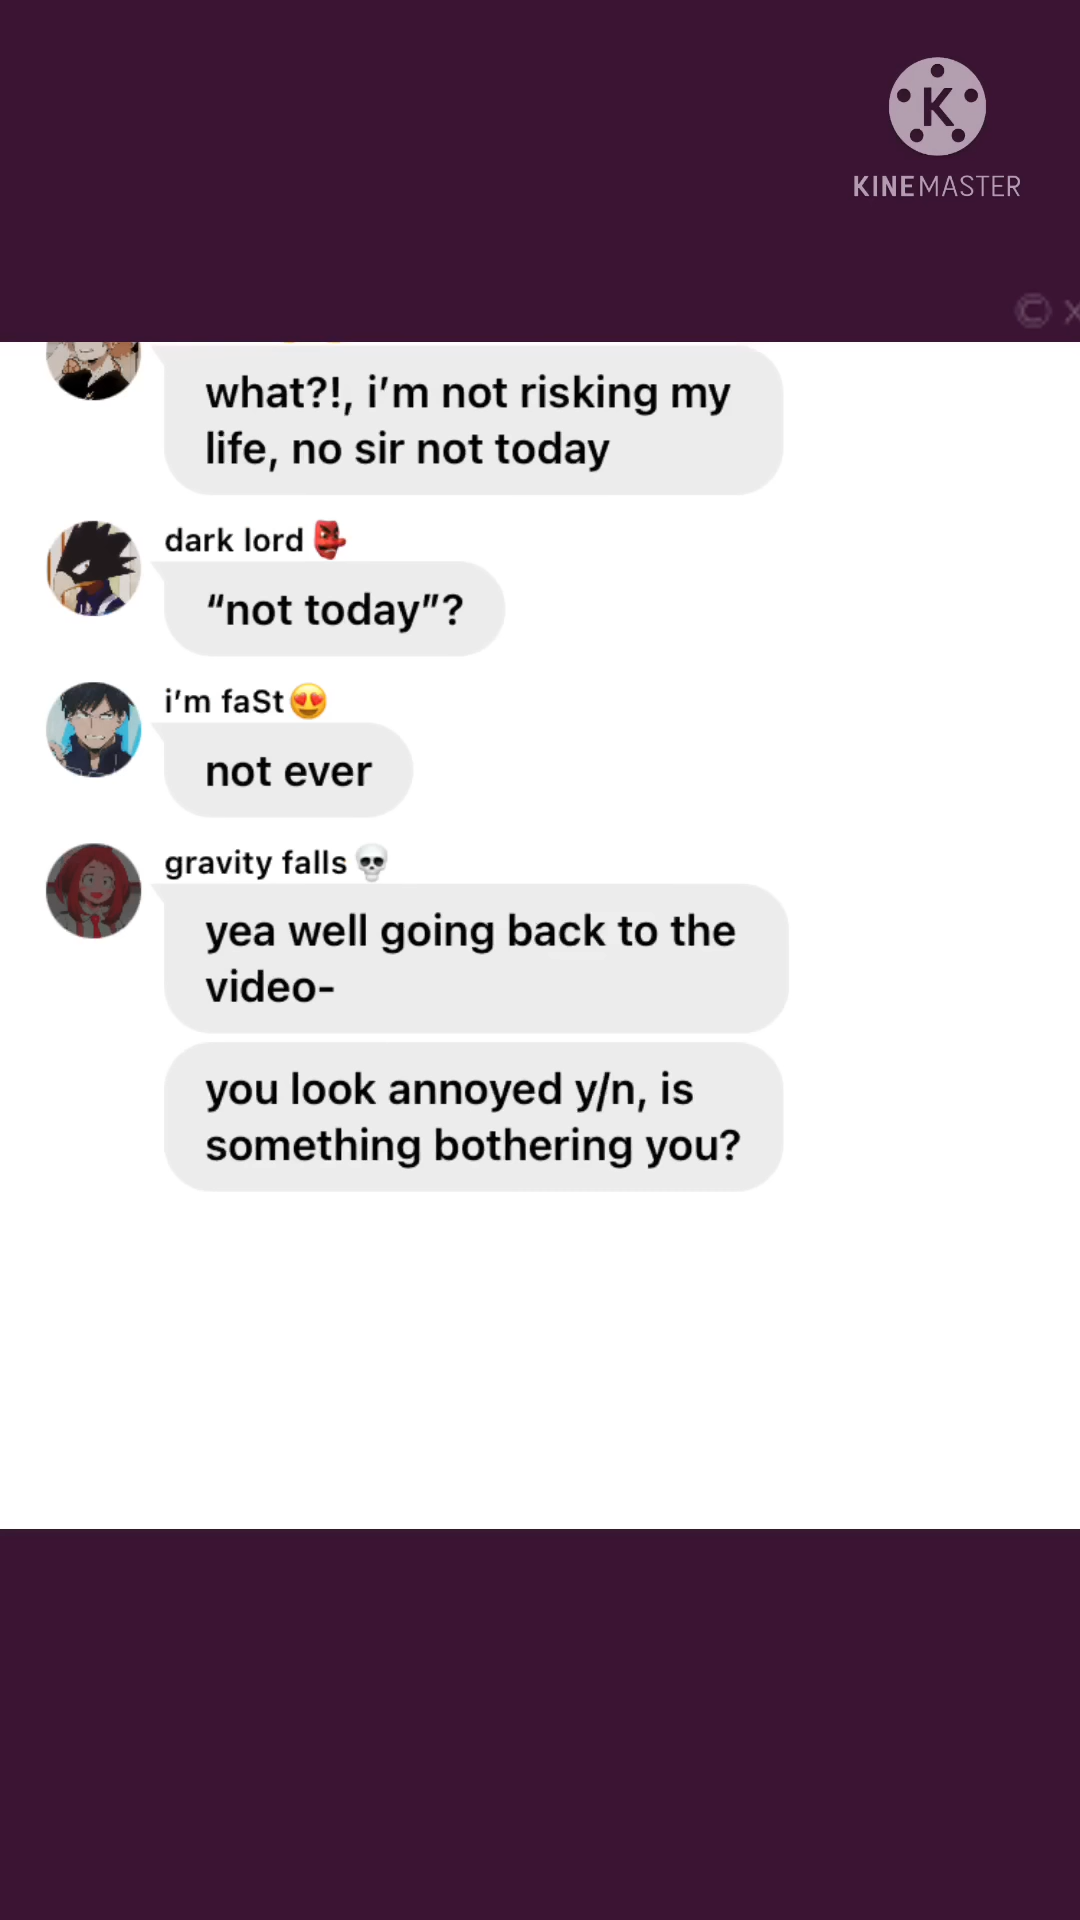 K
KINEMASTER
©
what?!, i’m not risking my
life, no sir not today
dark lord👺
“not today”?
i’m faSt😍
not ever
gravity falls💀
yea well going back to the
video-
you look annoyed y/n, is
something bothering you?